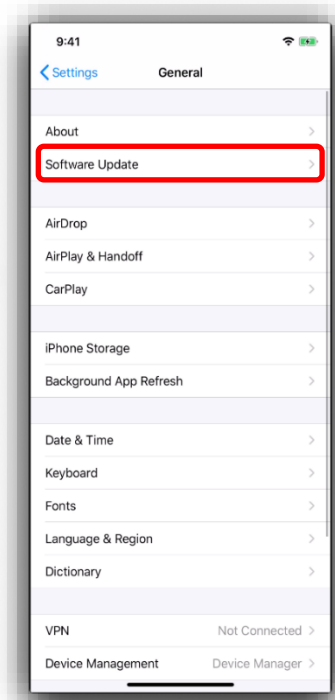 9:41
Settings General
About
Software Update
AirDrop
AirPlay & Handoff
CarPlay
iPhone Storage
Background App Refresh
Date & Time
Keyboard
Fonts
Language & Region
Dictionary
VPN Not Connected
Device Management Device Manager